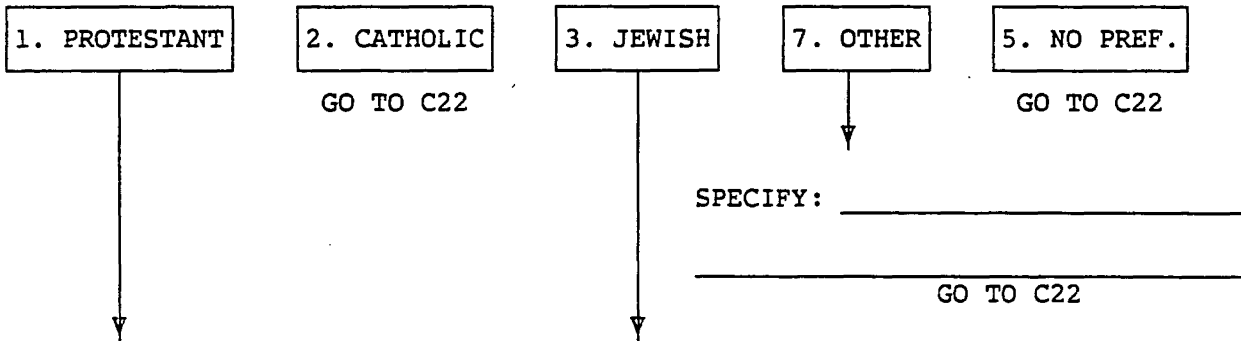 1. PROTESTANT 2. CATHOLIC 3. JEWISH 7. OTHER 5. NO PREF.
GO TO C22 GO TO C22
SPECIFY:
GO TO C22